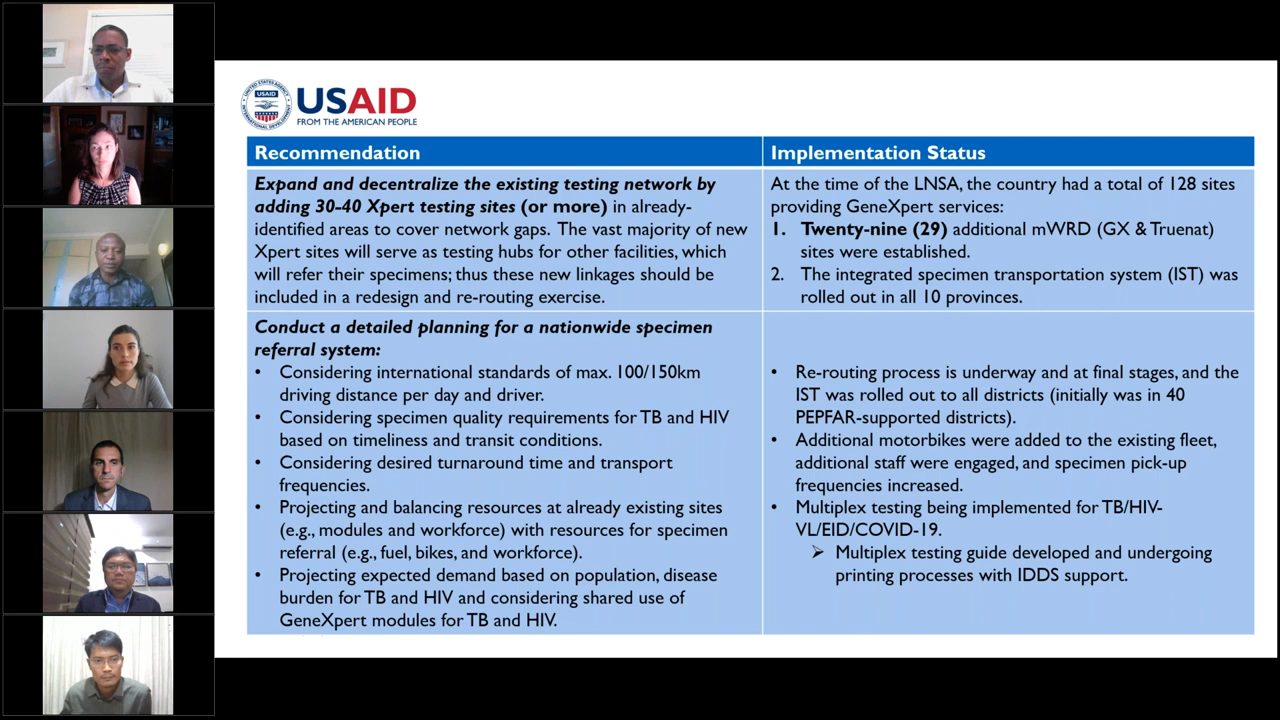 USAID
FROM THE AMERICAN PEOPLE
Recommendation
Implementation Status
Expand and decentralize the existing testing network by
adding 30-40 Xpert testing sites (or more) in already-
identified areas to cover network gaps. The vast majority of new
Xpert sites will serve as testing hubs for other facilities, which
will refer their specimens; thus these new linkages should be
included in a redesign and re-routing exercise.
At the time of the LNSA, the country had a total of 128 sites
providing GeneXpert services:
1. Twenty-nine (29) additional mWRD (GX & Truenat)
sites were established.
2. The integrated specimen transportation system (IST) was
rolled out in all 10 provinces.
Conduct a detailed planning for a nationwide specimen
referral system:
• Considering international standards of max. 100/150km
driving distance per day and driver.
• Considering specimen quality requirements for TB and HIV
based on timeliness and transit conditions.
• Considering desired turnaround time and transport
frequencies.
• Projecting and balancing resources at already existing sites
(e.g., modules and workforce) with resources for specimen
referral (e.g., fuel, bikes, and workforce).
• Projecting expected demand based on population, disease
burden for TB and HIV and considering shared use of
GeneXpert modules for TB and HIV.
• Re-routing process is underway and at final stages, and the
IST was rolled out to all districts (initially was in 40
PEPFAR-supported districts).
• Additional motorbikes were added to the existing fleet,
additional staff were engaged, and specimen pick-up
frequencies increased.
• Multiplex testing being implemented for TB/HIV-
VL/EID/COVID-19.
➢ Multiplex testing guide developed and undergoing
printing processes with IDDS support.